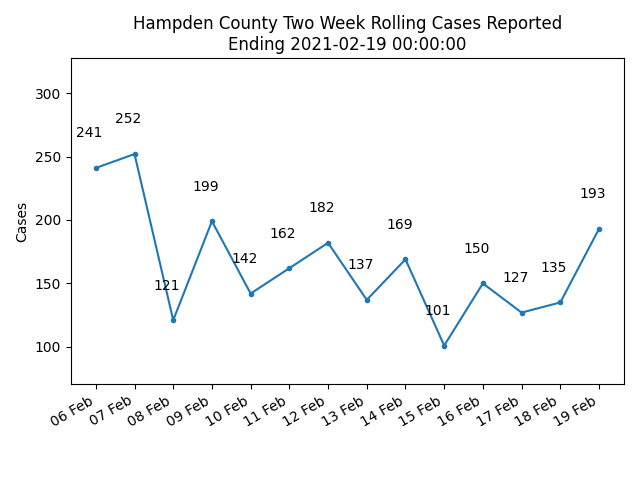 Hampden County Two Week Rolling Cases Reported
Ending 2021-02-19 00:00:00
Cases
300
250
200
150
100
241
252
121
199
142
162
182
137
169
101
150
127
135
193
06 Feb
07 Feb
08 Feb
09 Feb
10 Feb
11 Feb
12 Feb
13 Feb
14 Feb
15 Feb
16 Feb
17 Feb
18 Feb
19 Feb